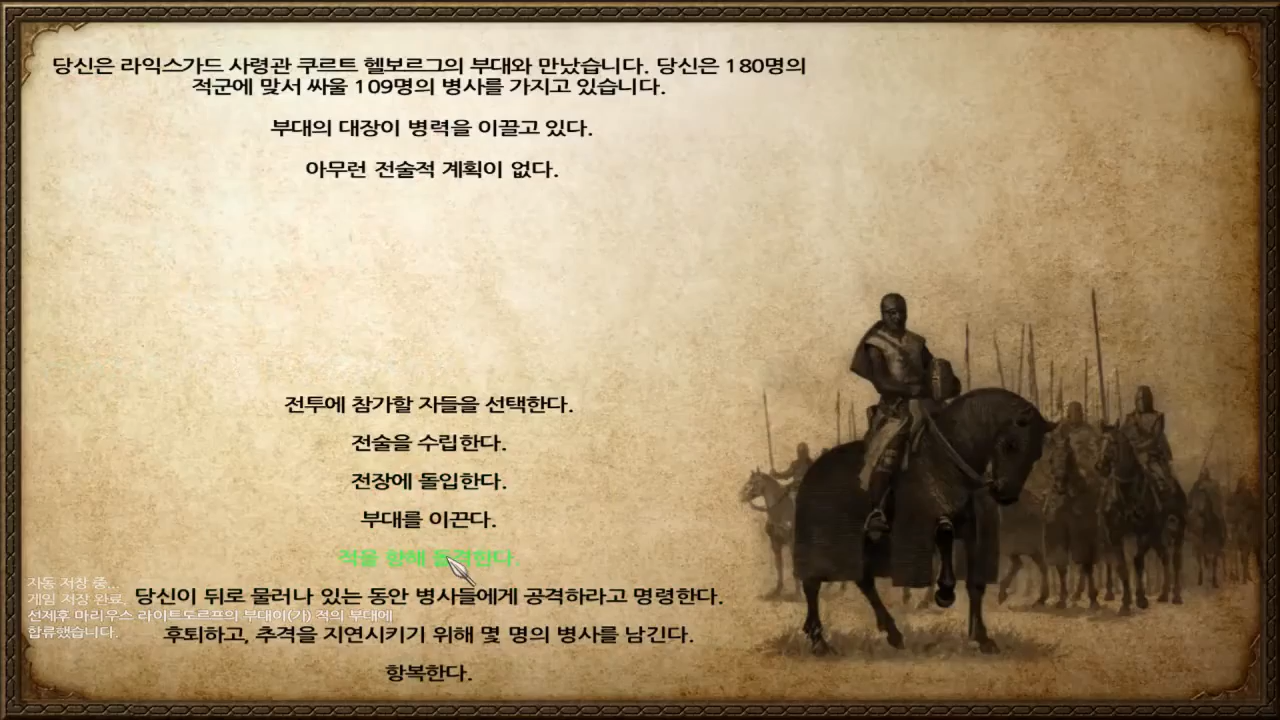 당신은 라익스가드 사령관 쿠르트 헬보르그의 부대와 만났습니다. 당신은 180명의
적군에 맞서 싸울 109명의 병사를 가지고 있습니다.
부대의 대장이 병력을 이끌고 있다.
아무런 전술적 계획이 없다.
전투에 참가할 자들을 선택한다.
전술을 수립한다.
전장에 돌입한다.
부대를 이끈다.
적을 향해 돌격한다.
자동 저장 중...
게임 저장 완료.
당신이 뒤로 물러나 있는 동안 병사들에게 공격하라고 명령한다.
선제후 마리우스 라이트도르프의 부대이(가) 적의 부대에
합류했습니다.
후퇴하고, 추격을 지연시키기 위해 몇 명의 병사를 남긴다.
항복한다.